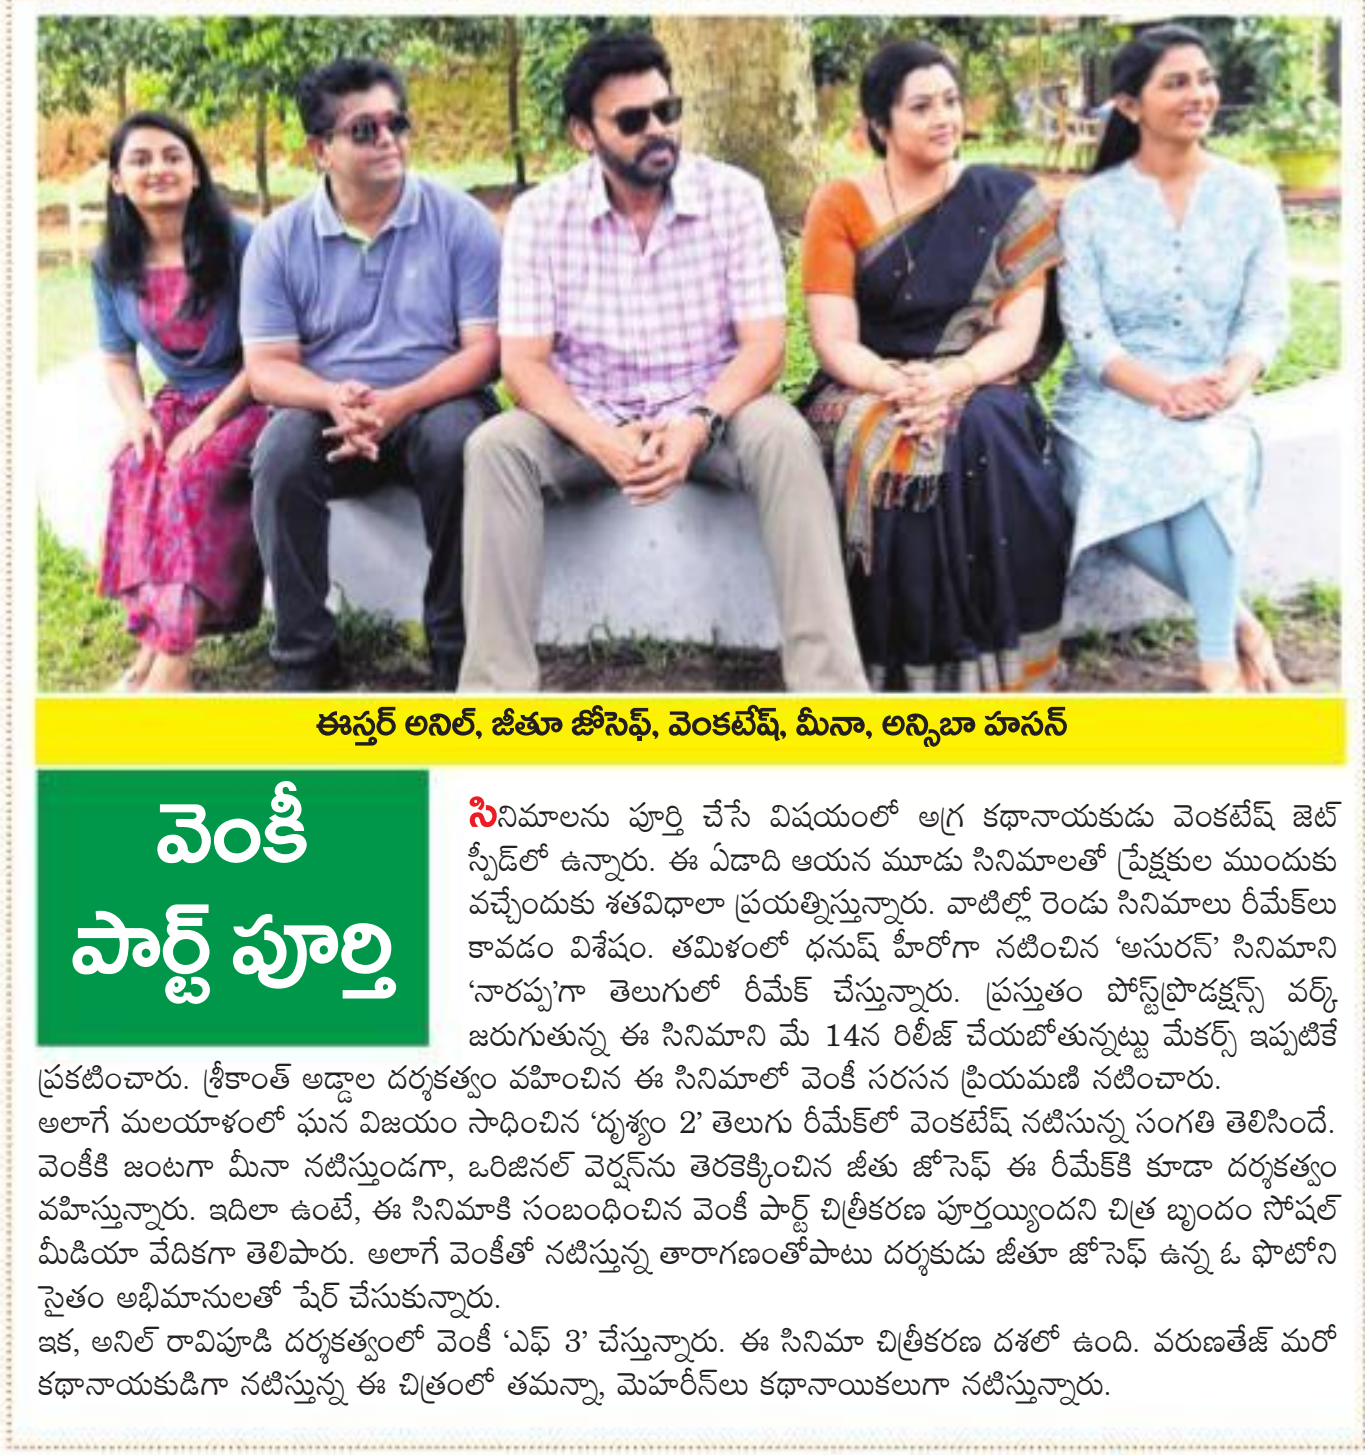 ఈస్తర్ అనిల్, జీతూ జోసెఫ్, వెంకటేష్, మీనా, అన్సిబా హసన్
వెంకీ
పార్ట్ పూర్తి
సినిమాలను పూర్తి చేసే విషయంలో అగ్ర కథానాయకుడు వెంకటేష్ జెట్
స్పీడ్‌లో ఉన్నారు. ఈ ఏడాది ఆయన మూడు సినిమాలతో ప్రేక్షకుల ముందుకు
వచ్చేందుకు శతవిధాలా ప్రయత్నిస్తున్నారు. వాటిల్లో రెండు సినిమాలు రీమేక్‌లు
కావడం విశేషం. తమిళంలో ధనుష్ హీరోగా నటించిన ‘అసురన్’ సినిమాని
‘నారప్ప’గా తెలుగులో రీమేక్ చేస్తున్నారు. ప్రస్తుతం పోస్ట్‌ప్రొడక్షన్స్ వర్క్
జరుగుతున్న ఈ సినిమాని మే 14న రిలీజ్ చేయబోతున్నట్టు మేకర్స్ ఇప్పటికే
ప్రకటించారు. శ్రీకాంత్ అడ్డాల దర్శకత్వం వహించిన ఈ సినిమాలో వెంకీ సరసన ప్రియమణి నటించారు.
అలాగే మలయాళంలో ఘన విజయం సాధించిన ‘దృశ్యం 2’ తెలుగు రీమేక్‌లో వెంకటేష్ నటిసున్న సంగతి తెలిసిందే.
వెంకీకి జంటగా మీనా నటిస్తుండగా, ఒరిజినల్ వెర్షన్‌ను తెరకెక్కించిన జీతు జోసెఫ్ ఈ రీమేక్‌కి కూడా దర్శకత్వం
వహిస్తున్నారు. ఇదిలా ఉంటే, ఈ సినిమాకి సంబంధించిన వెంకీ పార్ట్ చిత్రీకరణ పూర్తయ్యిందని చిత్ర బృందం సోషల్
మీడియా వేదికగా తెలిపారు. అలాగే వెంకీతో నటిస్తున్న తారాగణంతోపాటు దర్శకుడు జీతూ జోసెఫ్ ఉన్న ఓ ఫొటోని
సైతం అభిమానులతో షేర్ చేసుకున్నారు.
ఇక, అనిల్ రావిపూడి దర్శకత్వంలో వెంకీ ‘ఎఫ్ 3’ చేస్తున్నారు. ఈ సినిమా చిత్రీకరణ దశలో ఉంది. వరుణతేజ్ మరో
కథానాయకుడిగా నటిస్తున్న ఈ చిత్రంలో తమన్నా, మెహరీన్‌లు కథానాయికలుగా నటిస్తున్నారు.